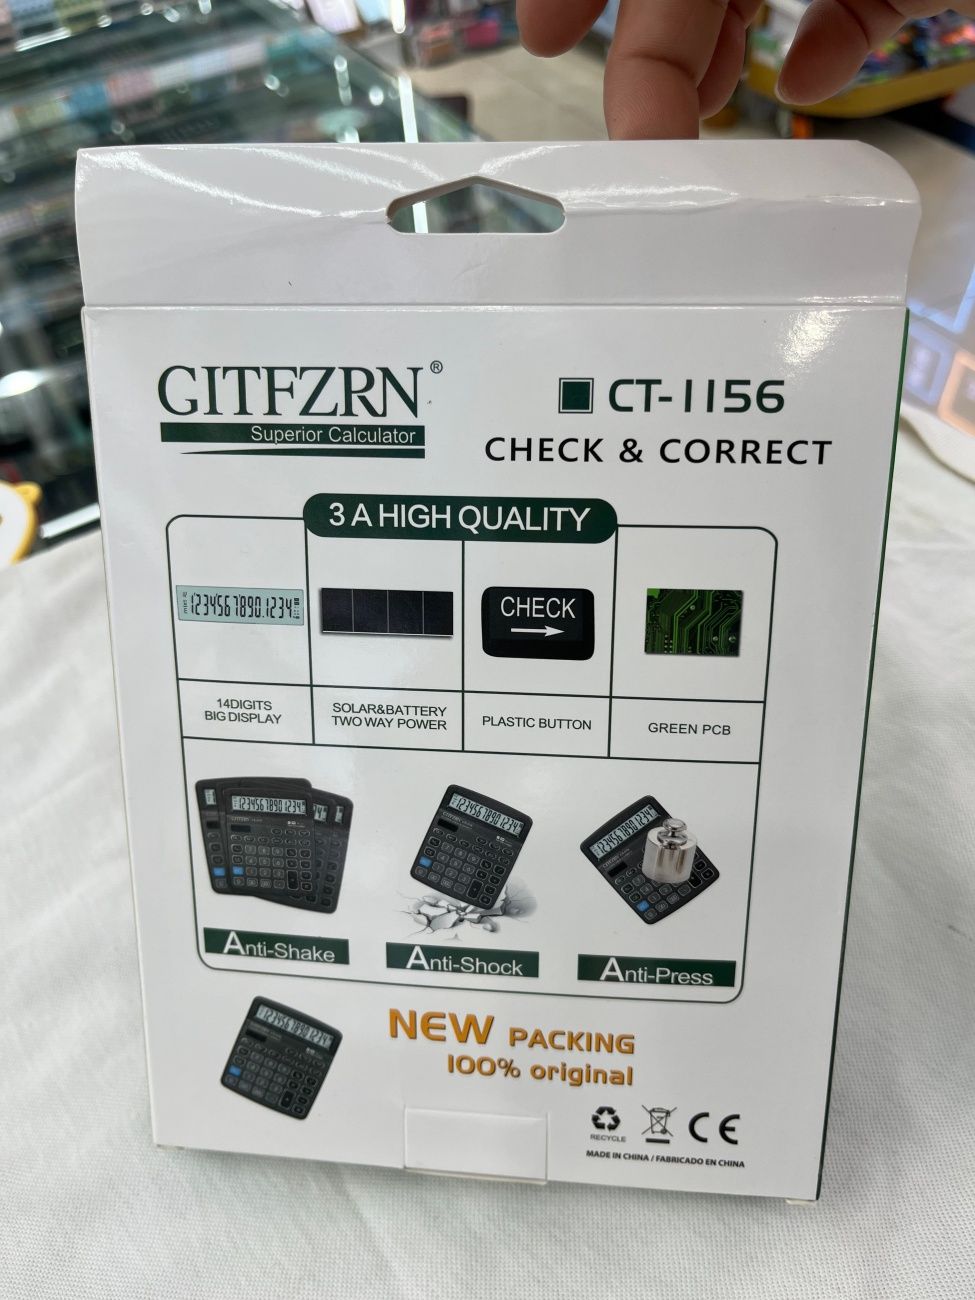 GITFZRN®
Superior Calculator
CT-1156
CHECK & CORRECT
3 A HIGH QUALITY
1234567890.1234
CHECK
14DIGITS
BIG DISPLAY
SOLAR&BATTERY
TWO WAY POWER
PLASTIC BUTTON
GREEN PCB
Anti-Shake
Anti-Shock
Anti-Press
NEW PACKING
100% original
RECYCLE
CE
MADE IN CHINA / FABRICADO EN CHINA